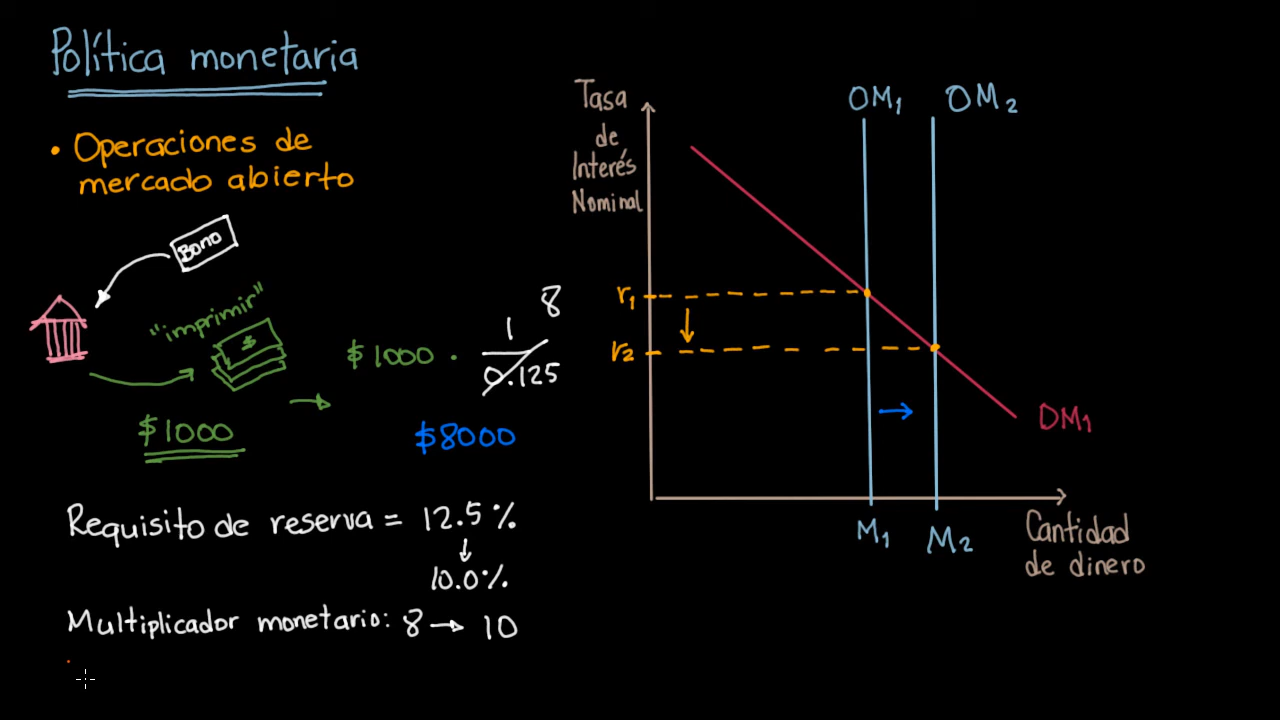 Política monetaria
• Operaciones de
mercado abierto
Bono
"imprimir"
$
$1000
$1000 · 1/0.125 8
$8000
Requisito de reserva = 12.5%
↓
10.0%
Multiplicador monetario: 8 → 10
Tasa
de
Interés
Nominal
OM₁
OM₂
r₁
r₂
DM₁
M₁
M₂
Cantidad
de dinero